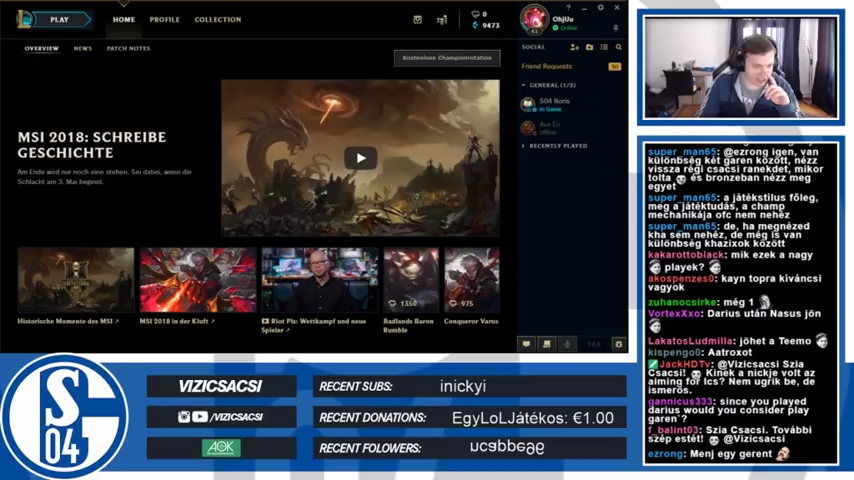 PLAY
HOME
PROFILE
COLLECTION
0
9473
ObjUu
Online
OVERVIEW
NEWS
PATCH NOTES
Kostenlose Championrotation
SOCIAL
Friend Requests
50
GENERAL (1/2)
504 Boris
In Game
Offline
RECENTLY PLAYED
MSI 2018: SCHREIBE
GESCHICHTE
Am Ende wird nur noch eine stehen. Sei dabei, wenn die
Schlacht am 3. Mai beginnt.
1350
975
Historische Momente des MSI
MSI 2018 in der Kluft
Riot Pls: Wettkampf und neue
Spieler
Badlands Baron
Rumble
Conqueror Varus
super_man65: @ezrong igen, van
különbség két garen között, nézz
vissza régi csacsi ranekdet, mikor
tolta és bronzeban nézz meg
egyet
super_man65: a játékstílus főleg,
meg a játéktudás, a champ
mechanikája ofc nem nehéz
super_man65: de, ha megnézed
kha sem nehéz, de még is van
különbség khazixok között
kakarottoblack: mik ezek a nagy
playek?
akospenzes0: kayn topra kíváncsi
vagyok
zuhanocsirke: még 1
VortexXxo: Darius után Nasus jön
LakatosLudmilla: jöhet a Teemo
kispengo0: Aatroxot
JackHDTv: @Vizicsacsi Szia
Csacsi! Kinek a nickje volt az
aiming for lcs? Nem ugrik be, de
ismerős.
gannicus333: since you played
darius would you consider play
garen ?
f_balint03: Szia Csacsi. További
szép estét! @Vizicsacsi
ezrong: Menj egy gerent
S
04
VIZICSACSI
/VIZICSACSI
AOK
RECENT SUBS: inickyi
RECENT DONATIONS: EgyLoLJátékos: €1.00
RECENT FOLOWERS: